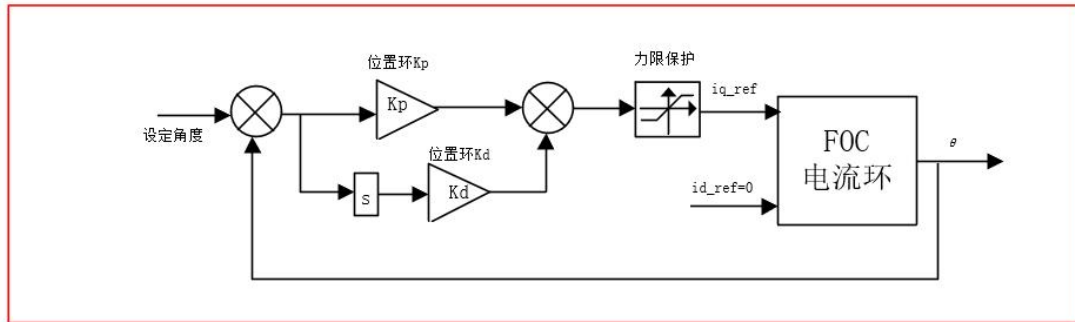 位置环Kp
力限保护
Kp
iq_ref
设定角度
FOC
电流环
θ
位置环Kd
S
Kd
id_ref=0